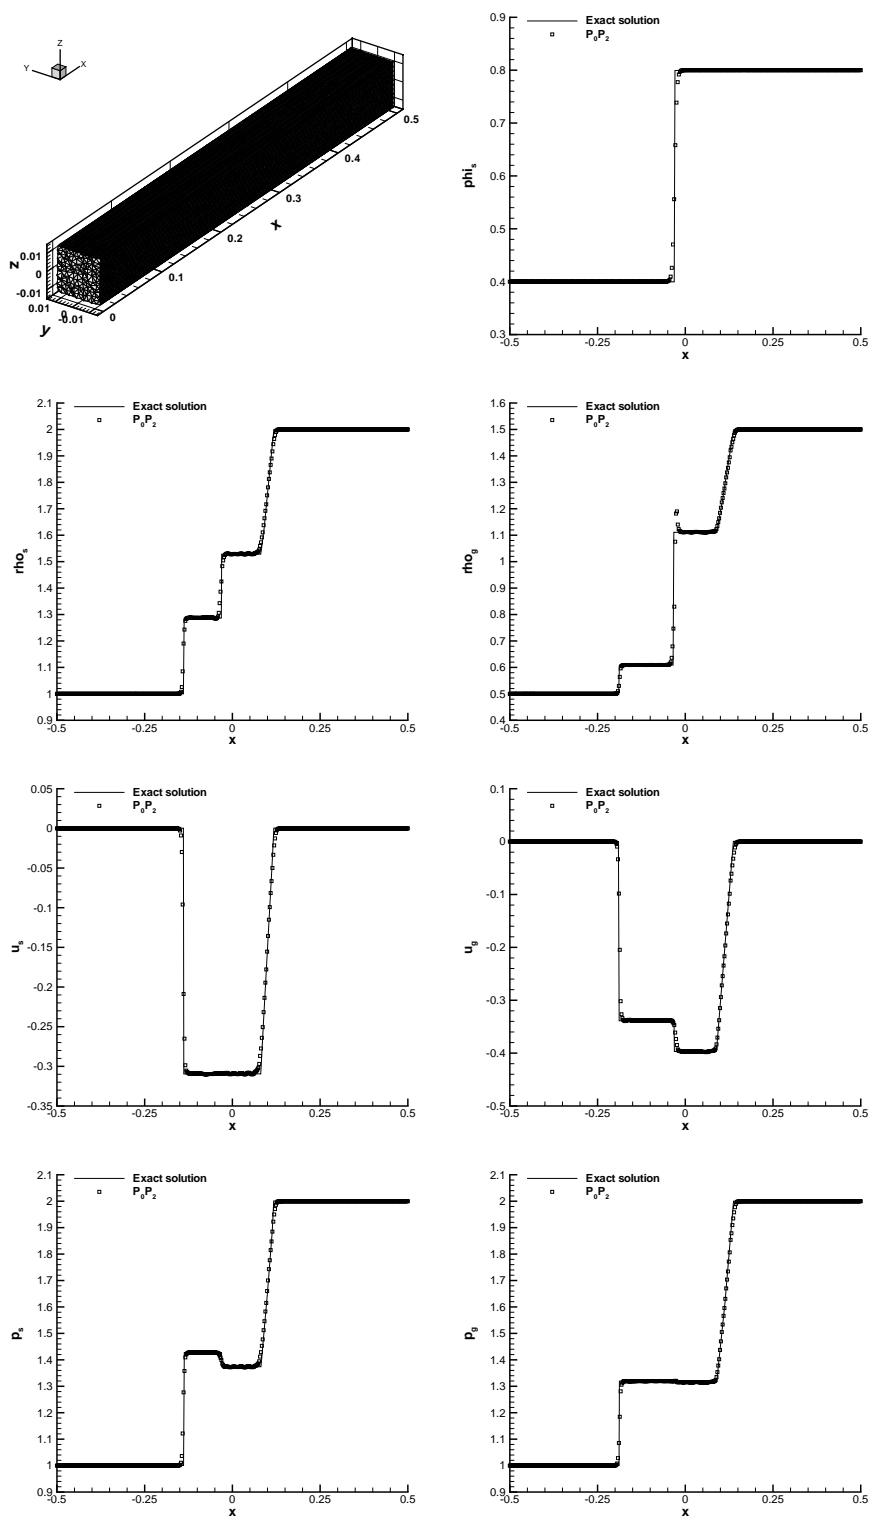 Z
Y
X
0.5
0.4
0.3
x
0.2
0.1
0
z
0.01
0
-0.01
0.01
0
-0.01
y
0.9
Exact solution
P0P2
0.8
0.7
phis
0.6
0.5
0.4
0.3
-0.5 -0.25 0 0.25 0.5
x
2.1
Exact solution
P0P2
2
1.9
1.8
1.7
1.6
rhos
1.5
1.4
1.3
1.2
1.1
1
0.9
-0.5 -0.25 0 0.25 0.5
x
1.6
Exact solution
P0P2
1.5
1.4
1.3
1.2
1.1
rhog
1
0.9
0.8
0.7
0.6
0.5
0.4
-0.5 -0.25 0 0.25 0.5
x
0.05
Exact solution
P0P2
0
-0.05
-0.1
us
-0.15
-0.2
-0.25
-0.3
-0.35
-0.5 -0.25 0 0.25 0.5
x
0.1
Exact solution
P0P2
0
-0.1
ug
-0.2
-0.3
-0.4
-0.5
-0.5 -0.25 0 0.25 0.5
x
2.1
Exact solution
P0P2
2
1.9
1.8
1.7
1.6
ps
1.5
1.4
1.3
1.2
1.1
1
0.9
-0.5 -0.25 0 0.25 0.5
x
2.1
Exact solution
P0P2
2
1.9
1.8
1.7
1.6
pg
1.5
1.4
1.3
1.2
1.1
1
0.9
-0.5 -0.25 0 0.25 0.5
x